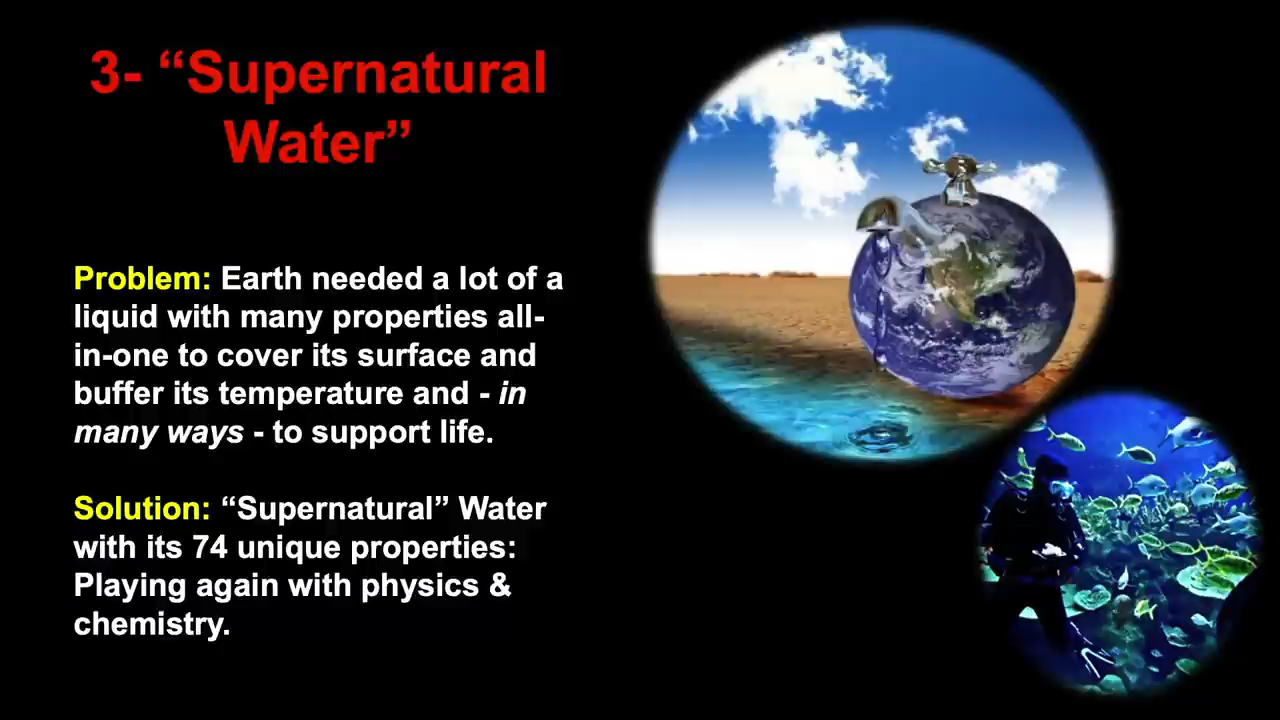 3- “Supernatural
Water”
Problem: Earth needed a lot of a
liquid with many properties all-
in-one to cover its surface and
buffer its temperature and - in
many ways - to support life.
Solution: “Supernatural” Water
with its 74 unique properties:
Playing again with physics &
chemistry.